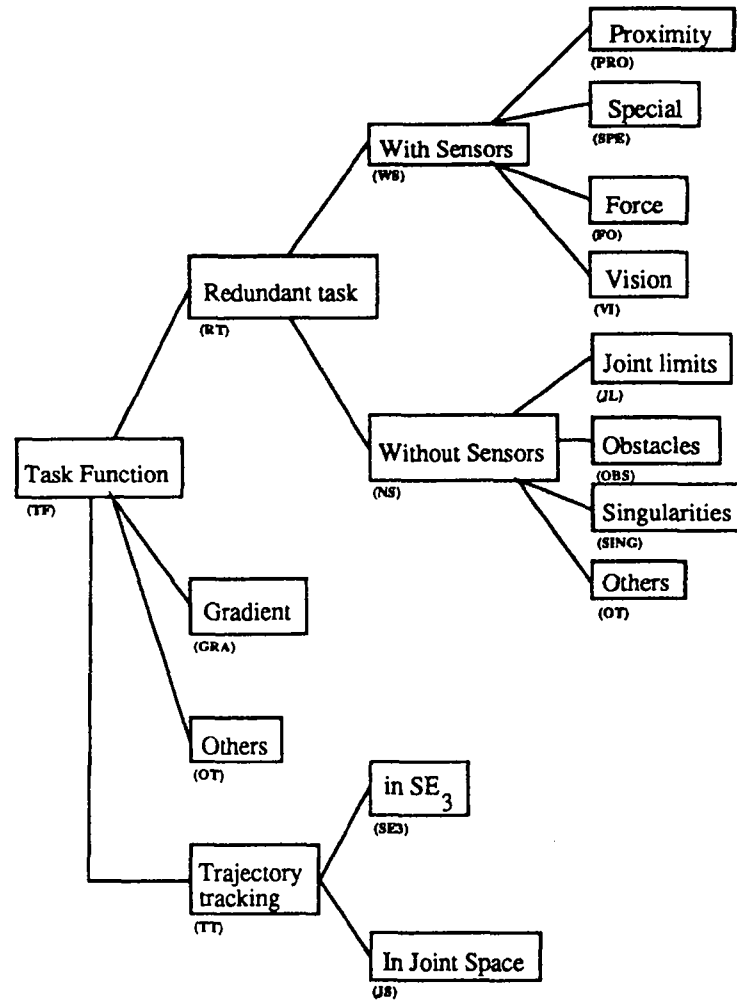 Proximity
(PRO)
Special
(SPE)
With Sensors
(WS)
Force
(FO)
Vision
(VI)
Redundant task
(RT)
Joint limits
(JL)
Without Sensors
(NS)
Obstacles
(OBS)
Singularities
(SING)
Others
(OT)
Task Function
(TF)
Gradient
(GRA)
Others
(OT)
in SE3
(SE3)
Trajectory
tracking
(TT)
In Joint Space
(JS)